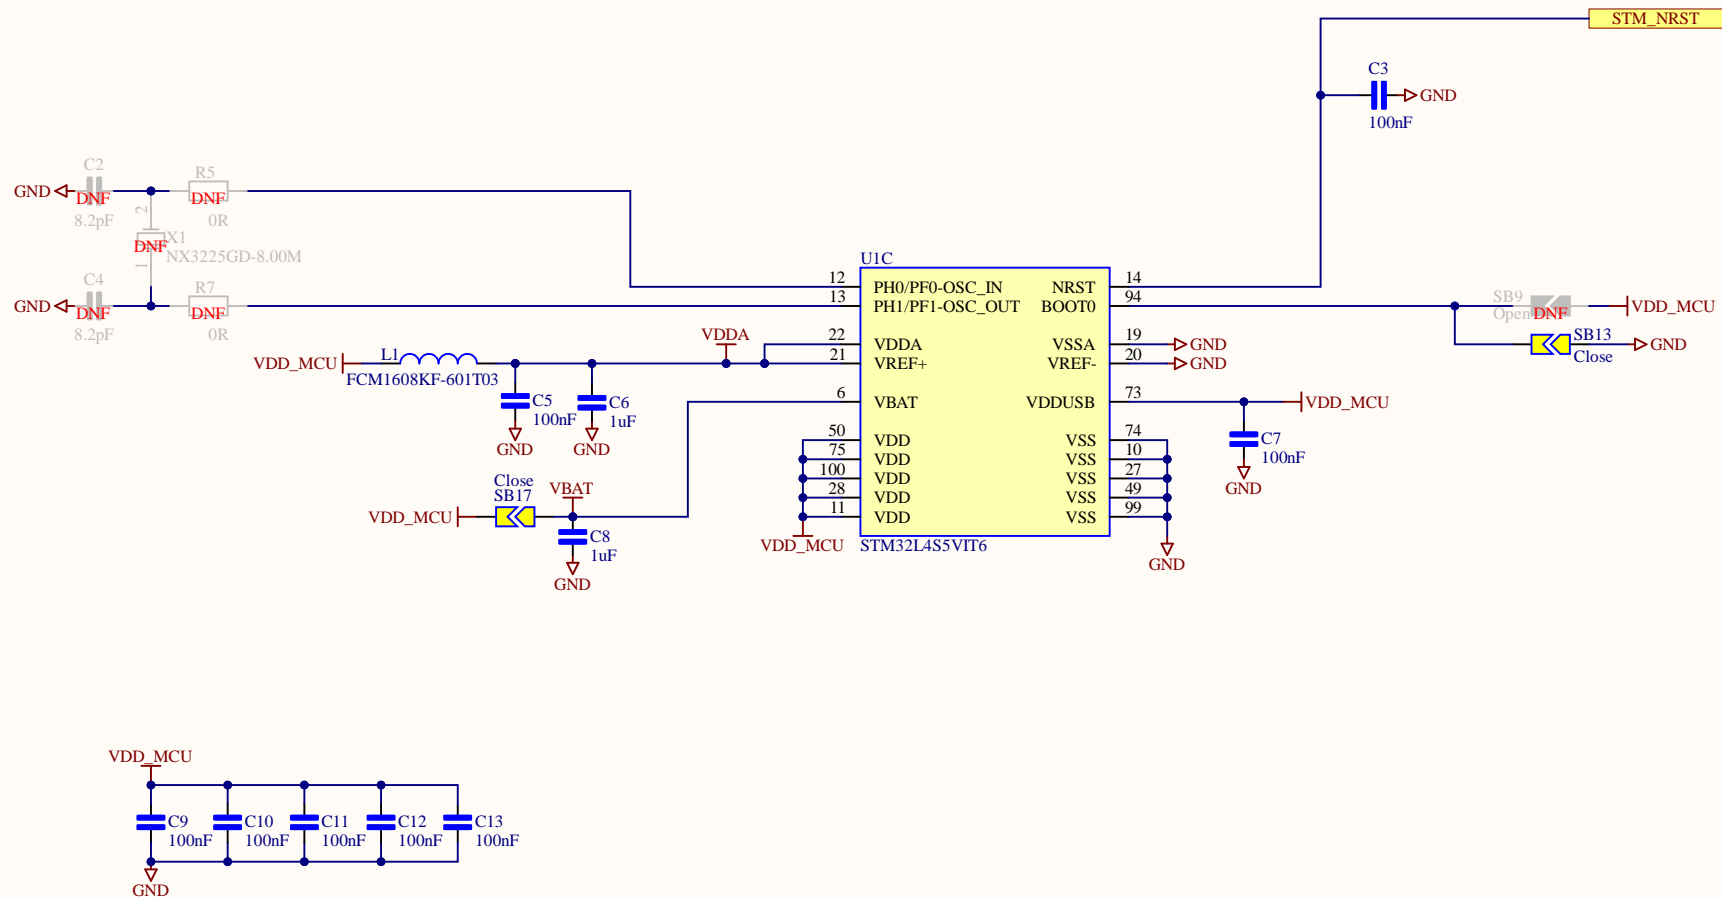 STM_NRST
C3
GND
100nF
C2
GND
DNF
8.2pF
R5
DNF
0R
2
X1
DNF
NX3225GD-8.00M
1
C4
GND
DNF
8.2pF
R7
DNF
0R
U1C
12
PH0/PF0-OSC_IN
NRST
14
13
PH1/PF1-OSC_OUT
BOOT0
94
SB9
Open
DNF
VDD_MCU
22
VDDA
VSSA
19
GND
21
VREF+
VREF-
20
GND
SB13
Close
GND
VDDA
VDD_MCU
L1
FCM1608KF-601T03
C5
100nF
GND
C6
1uF
GND
6
VBAT
VDDUSB
73
VDD_MCU
C7
100nF
GND
50
VDD
VSS
74
75
VDD
VSS
10
100
VDD
VSS
27
28
VDD
VSS
49
11
VDD
VSS
99
VDD_MCU
STM32L4S5VIT6
GND
Close
SB17
VBAT
VDD_MCU
C8
1uF
GND
VDD_MCU
C9
100nF
C10
100nF
C11
100nF
C12
100nF
C13
100nF
GND